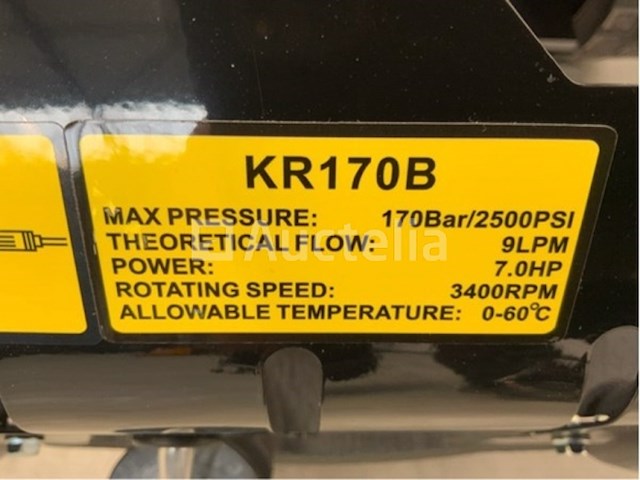 KR170B
MAX PRESSURE: 170Bar/2500PSI
THEORETICAL FLOW: 9LPM
POWER: 7.0HP
ROTATING SPEED: 3400RPM
ALLOWABLE TEMPERATURE: 0-60℃
Auctelia